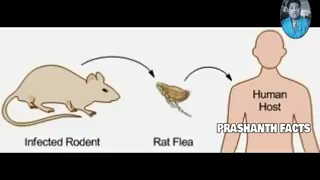 Human
Host
PRASHANTH FACTS
Infected Rodent
Rat Flea